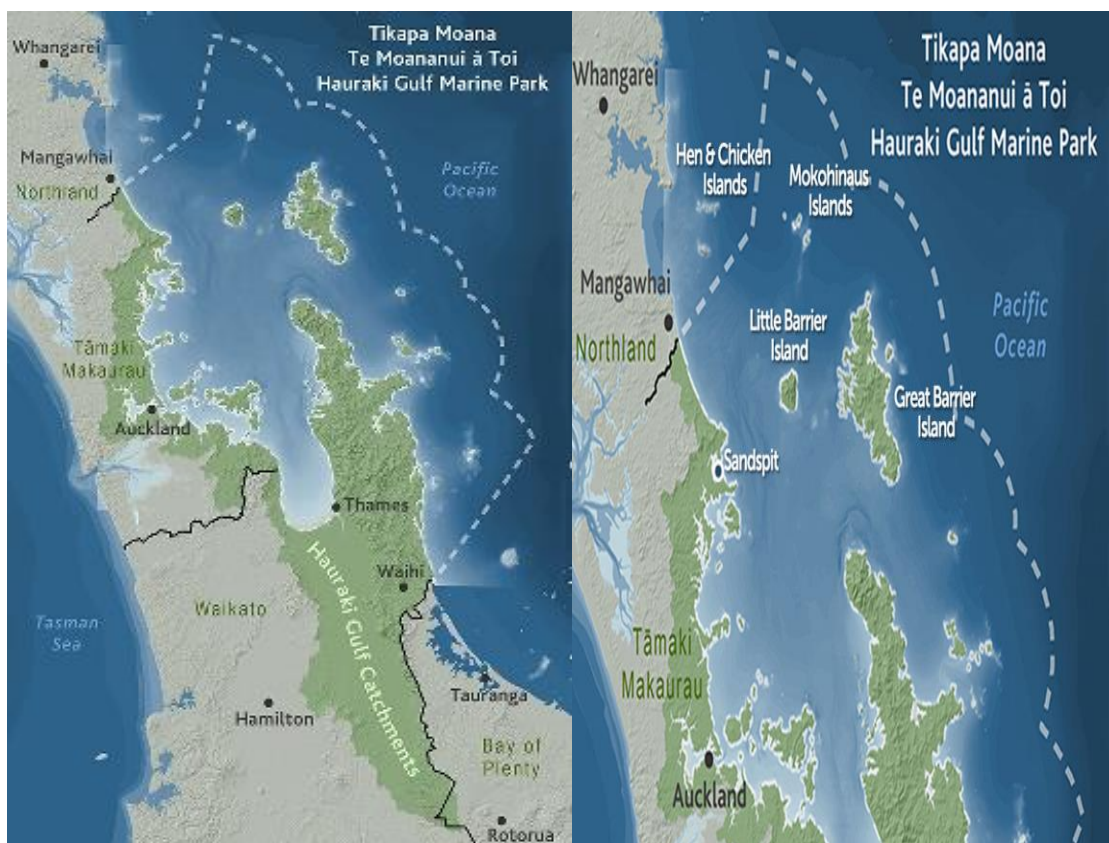 Tīkapa Moana
Te Moananui ā Toi
Hauraki Gulf Marine Park
Whangarei
Mangawhai
Northland
Pacific
Ocean
Tāmaki
Makaurau
Auckland
Thames
Hauraki Gulf Catchments
Waihi
Waikato
Tasman
Sea
Tauranga
Hamilton
Bay of
Plenty
Rotorua
Tīkapa Moana
Te Moananui ā Toi
Hauraki Gulf Marine Park
Whangarei
Hen & Chicken
Islands
Mokohinaus
Islands
Mangawhai
Pacific
Ocean
Northland
Little Barrier
Island
Great Barrier
Island
Sandspit
Tāmaki
Makaurau
Auckland